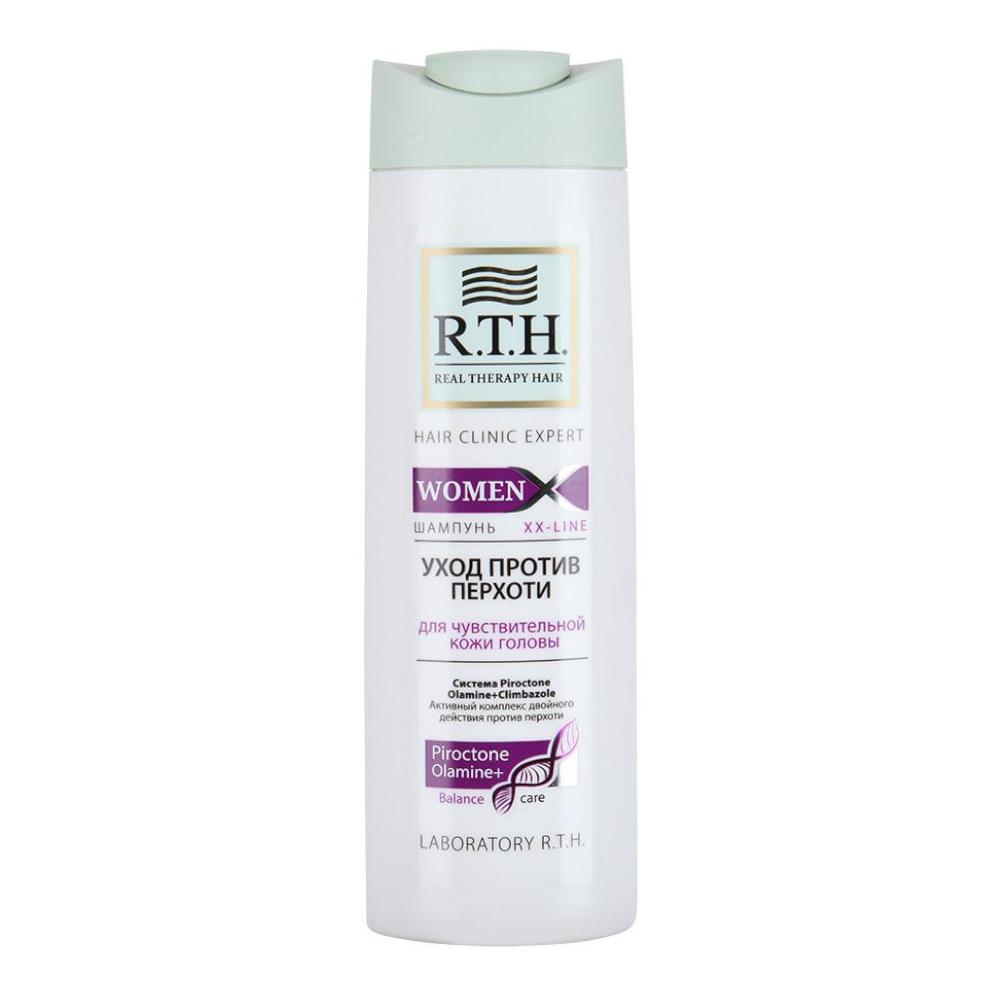 R.T.H.
REAL THERAPY HAIR
HAIR CLINIC EXPERT
WOMEN
ШАМПУНЬ XX-LINE
УХОД ПРОТИВ
ПЕРХОТИ
для чувствительной
кожи головы
Система Piroctone
Olamine+Climbazole
Активный комплекс двойного
действия против перхоти
Piroctone
Olamine+
Balance care
LABORATORY R.T.H.